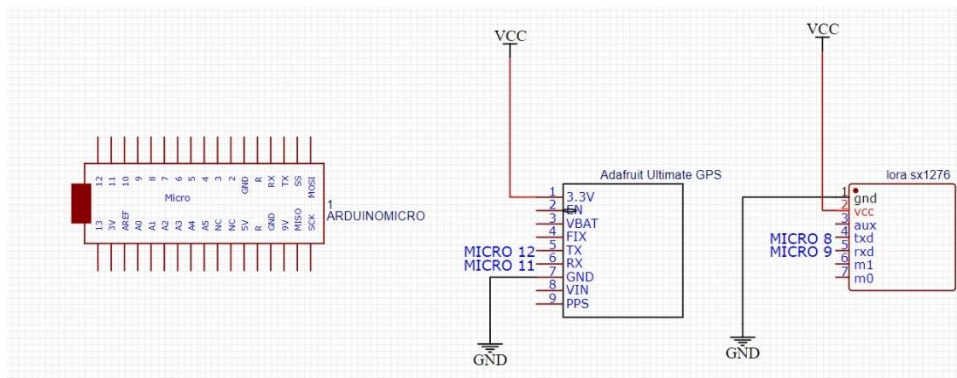 VCC
VCC
12 11 10 9 8 7 6 5 4 3 2 GND R RX TX SS MOSI
Micro
13 3V AREF A0 A1 A2 A3 A4 A5 NC NC 5V R GND 9V MISO SCK
1
ARDUINOMICRO
Adafruit Ultimate GPS
1 3.3V
2 EN
3 VBAT
4 FIX
MICRO 12 5 TX
MICRO 11 6 RX
7 GND
8 VIN
9 PPS
GND
lora sx1276
1 gnd
2 vcc
3 aux
MICRO 8 4 txd
MICRO 9 5 rxd
6 m1
7 m0
GND